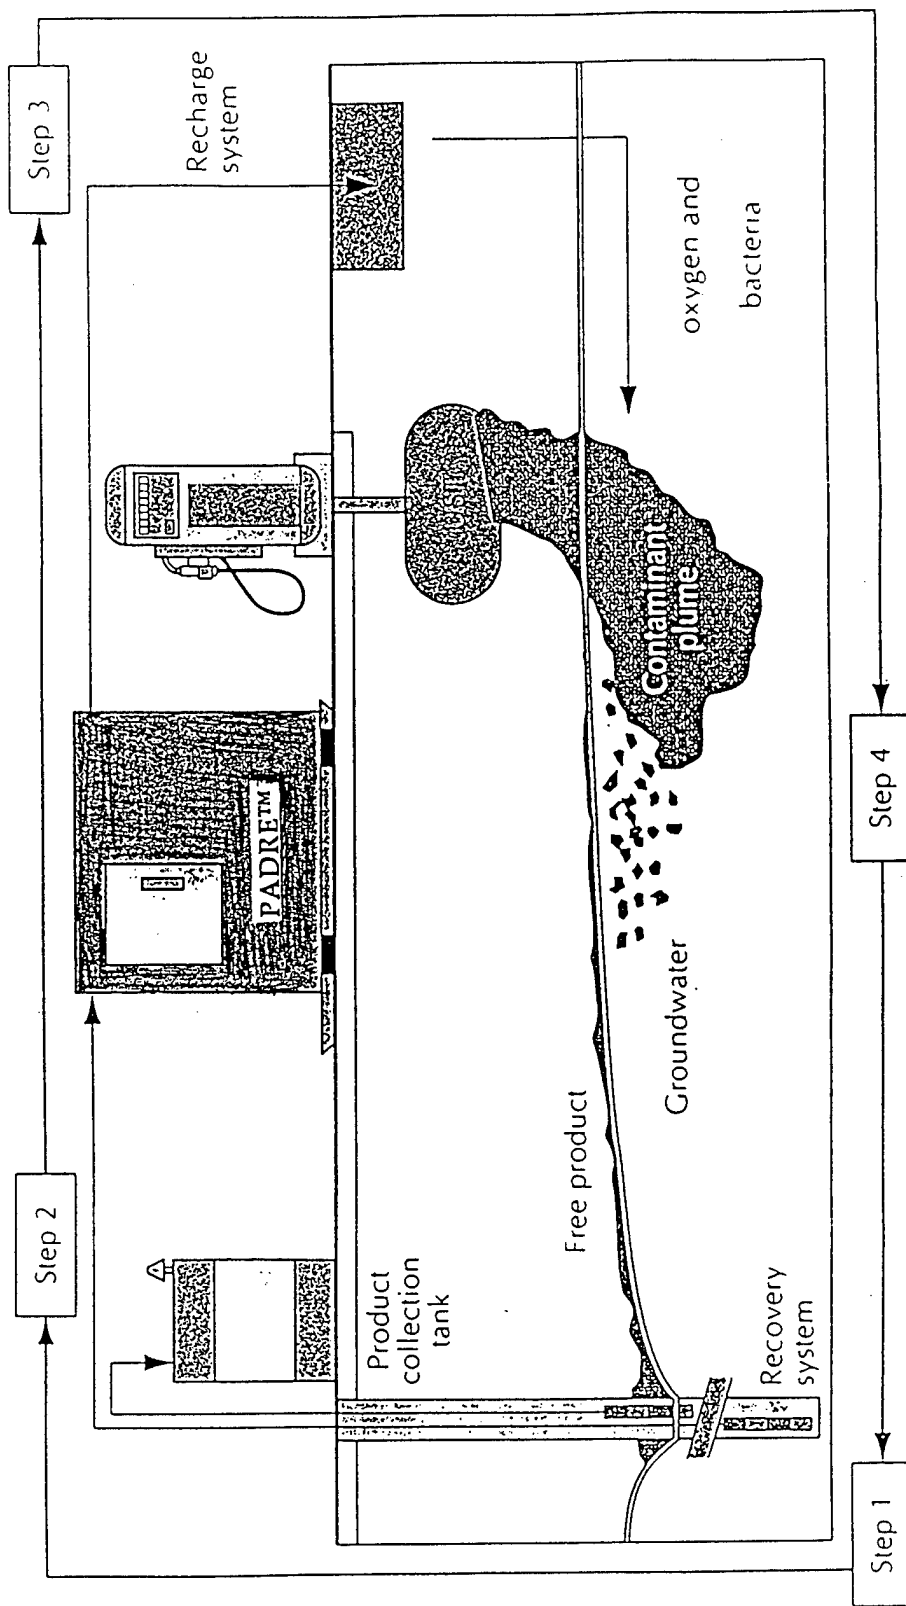 Step 2
Step 3
Recharge
system
PADRE™
Product
collection
tank
UST
Free product
Contaminant
plume
Groundwater
oxygen and
bacteria
Recovery
system
Step 1
Step 4